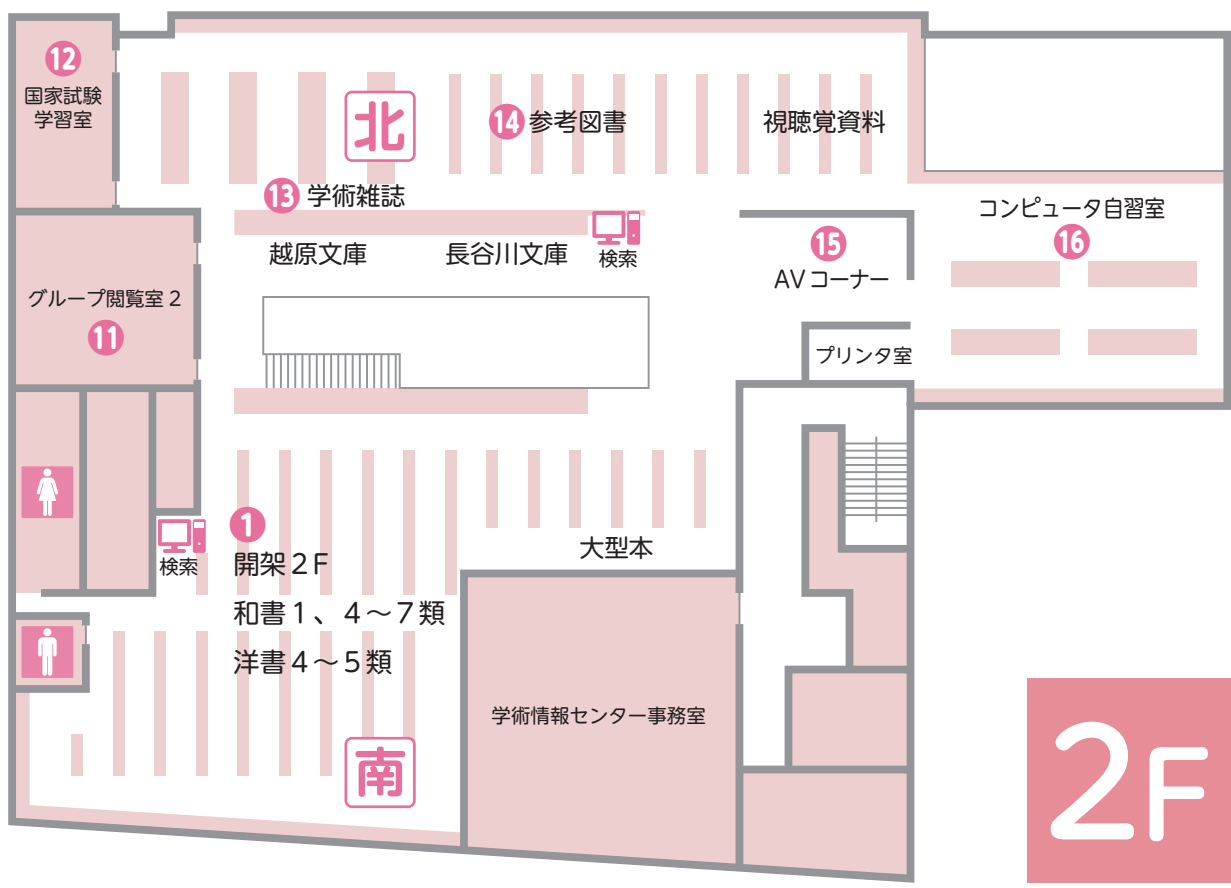 12
国家試験
学習室
北
14 参考図書
視聴覚資料
13 学術雑誌
越原文庫
長谷川文庫
検索
15
AVコーナー
コンピュータ自習室
16
グループ閲覧室2
11
プリンタ室
検索
1
開架2F
和書1、4～7類
洋書4～5類
大型本
南
学術情報センター事務室
2F